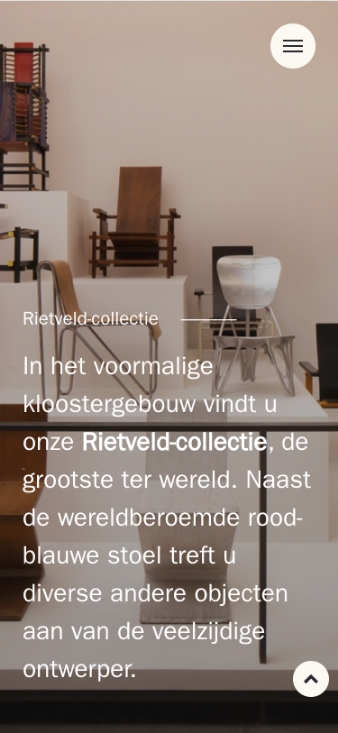 Rietveld-collectie
In het voormalige
kloostergebouw vindt u
onze Rietveld-collectie, de
grootste ter wereld. Naast
de wereldberoemde rood-
blauwe stoel treft u
diverse andere objecten
aan van de veelzijdige
ontwerper.